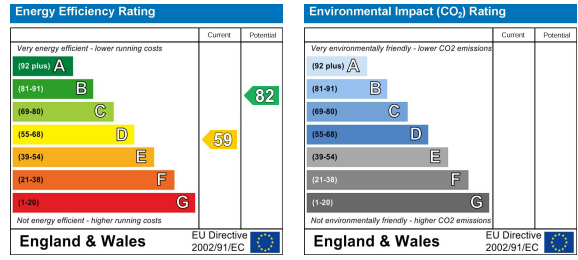 Energy Efficiency Rating
Current Potential
Very energy efficient - lower running costs
(92 plus) A
(81-91) B
82
(69-80) C
(55-68) D
59
(39-54) E
(21-38) F
(1-20) G
Not energy efficient - higher running costs
England & Wales
EU Directive
2002/91/EC
Environmental Impact (CO2) Rating
Current Potential
Very environmentally friendly - lower CO2 emissions
(92 plus) A
(81-91) B
(69-80) C
(55-68) D
(39-54) E
(21-38) F
(1-20) G
Not environmentally friendly - higher CO2 emissions
England & Wales
EU Directive
2002/91/EC